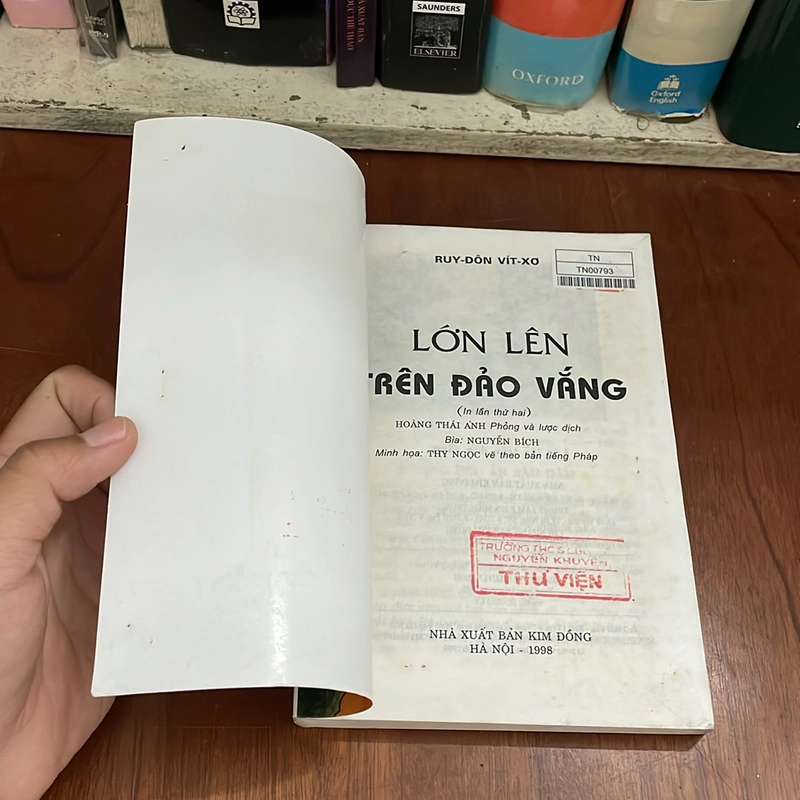 SAUNDERS
ELSEVIER
OXFORD
Oxford
English
RUY-ĐÔN VÍT-XƠ
TN
TN00793
LỚN LÊN
TRÊN ĐẢO VẮNG
(In lần thứ hai)
HOÀNG THÁI ANH Phỏng và lược dịch
Bìa: NGUYỄN BÍCH
Minh họa: THY NGỌC vẽ theo bản tiếng Pháp
TRƯỜNG THCS
NGUYỄN KHUYẾN
THƯ VIỆN
NHÀ XUẤT BẢN KIM ĐỒNG
HÀ NỘI - 1998